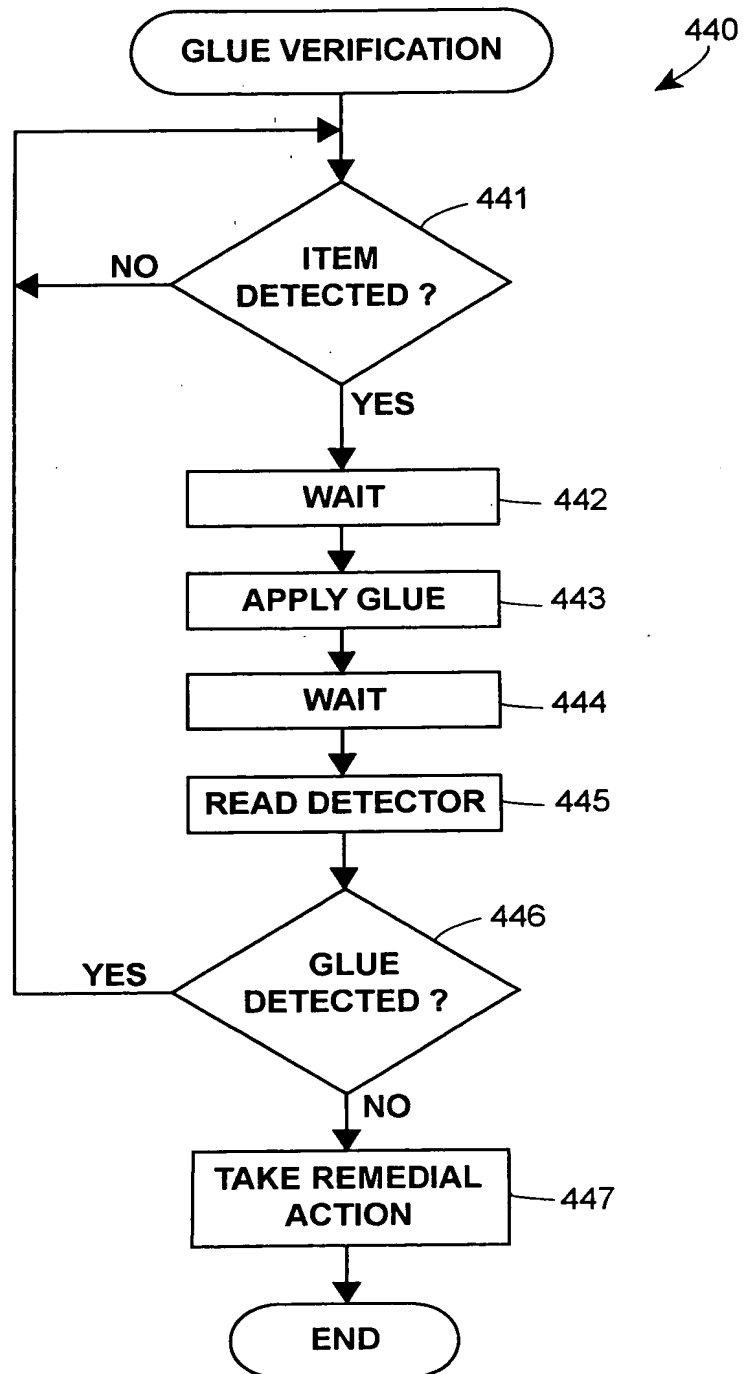 GLUE VERIFICATION
440
441
ITEM
DETECTED ?
NO
YES
WAIT
442
APPLY GLUE
443
WAIT
444
READ DETECTOR
445
446
GLUE
DETECTED ?
YES
NO
TAKE REMEDIAL
ACTION
447
END